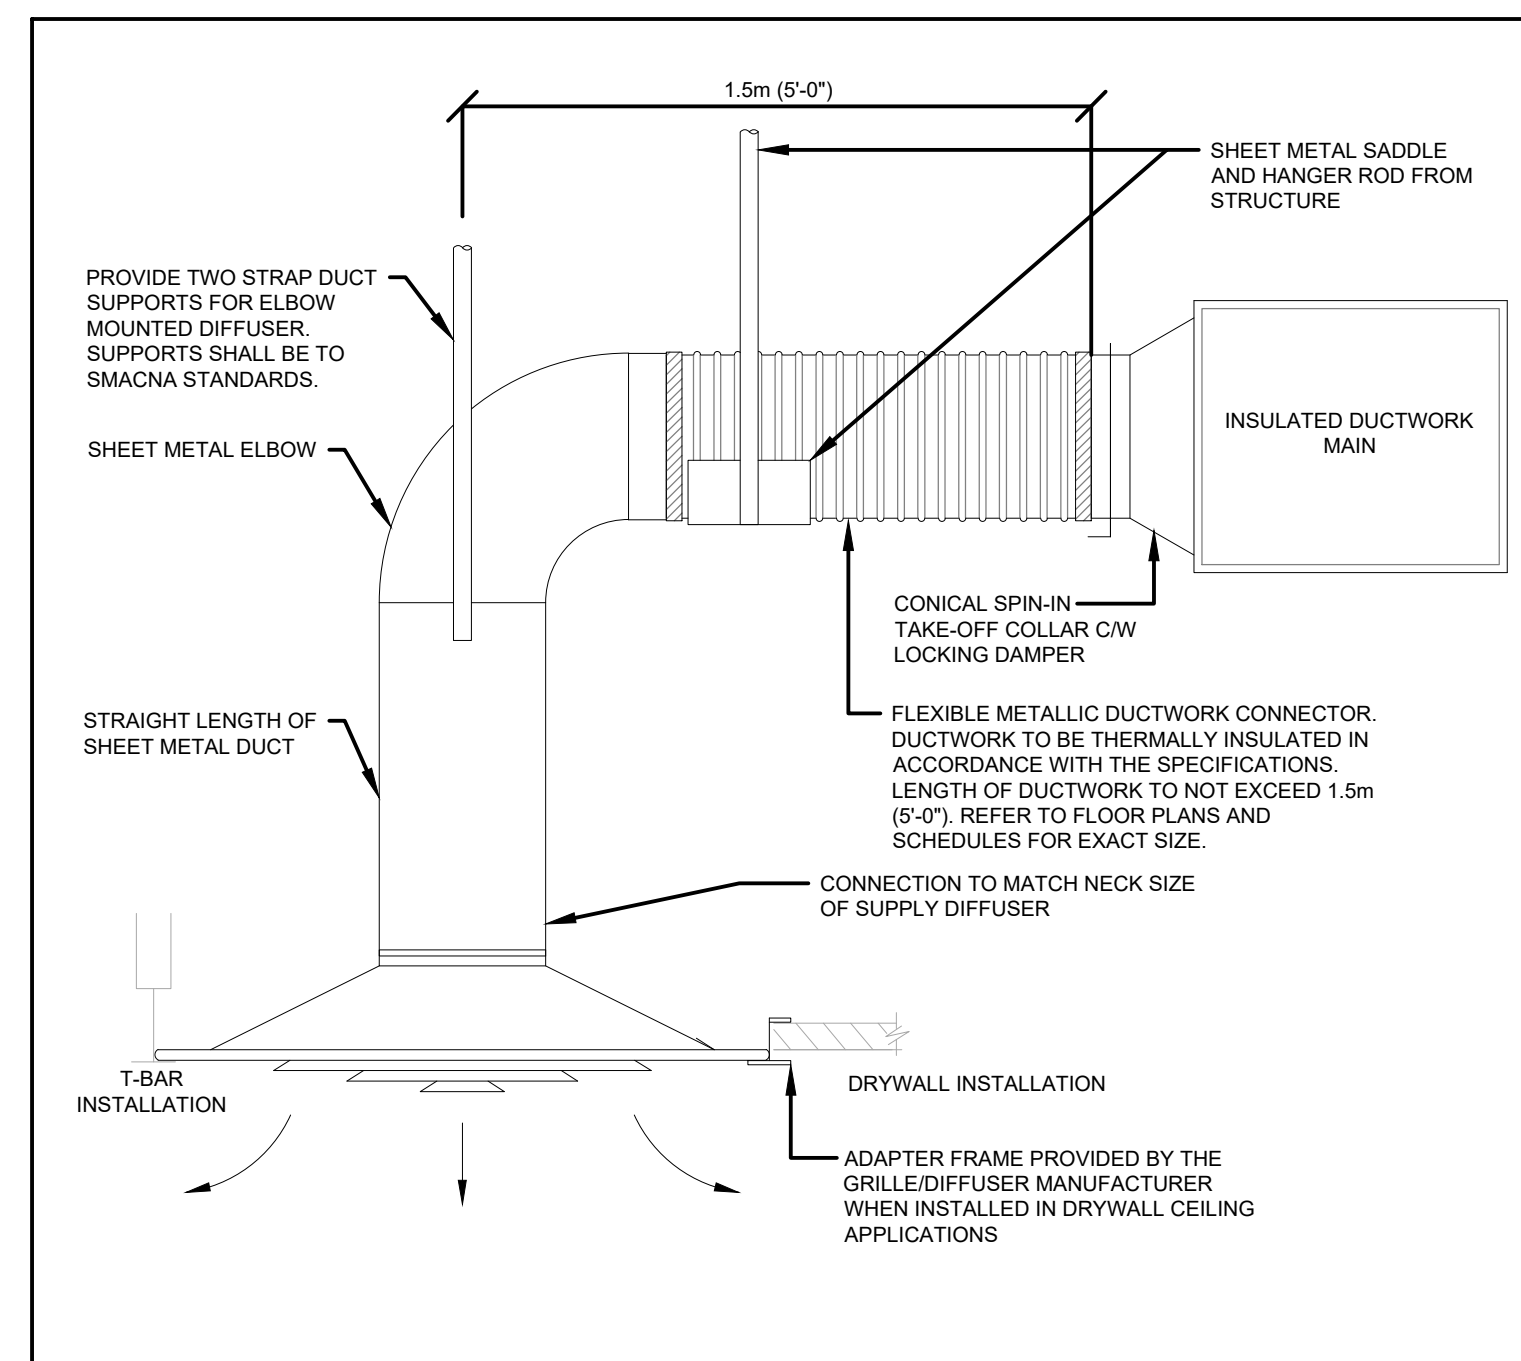 1.5m (5'-0")
SHEET METAL SADDLE
AND HANGER ROD FROM
STRUCTURE
PROVIDE TWO STRAP DUCT
SUPPORTS FOR ELBOW
MOUNTED DIFFUSER.
SUPPORTS SHALL BE TO
SMACNA STANDARDS.
SHEET METAL ELBOW
INSULATED DUCTWORK
MAIN
CONICAL SPIN-IN
TAKE-OFF COLLAR C/W
LOCKING DAMPER
STRAIGHT LENGTH OF
SHEET METAL DUCT
FLEXIBLE METALLIC DUCTWORK CONNECTOR.
DUCTWORK TO BE THERMALLY INSULATED IN
ACCORDANCE WITH THE SPECIFICATIONS.
LENGTH OF DUCTWORK TO NOT EXCEED 1.5m
(5'-0"). REFER TO FLOOR PLANS AND
SCHEDULES FOR EXACT SIZE.
CONNECTION TO MATCH NECK SIZE
OF SUPPLY DIFFUSER
T-BAR
INSTALLATION
DRYWALL INSTALLATION
ADAPTER FRAME PROVIDED BY THE
GRILLE/DIFFUSER MANUFACTURER
WHEN INSTALLED IN DRYWALL CEILING
APPLICATIONS